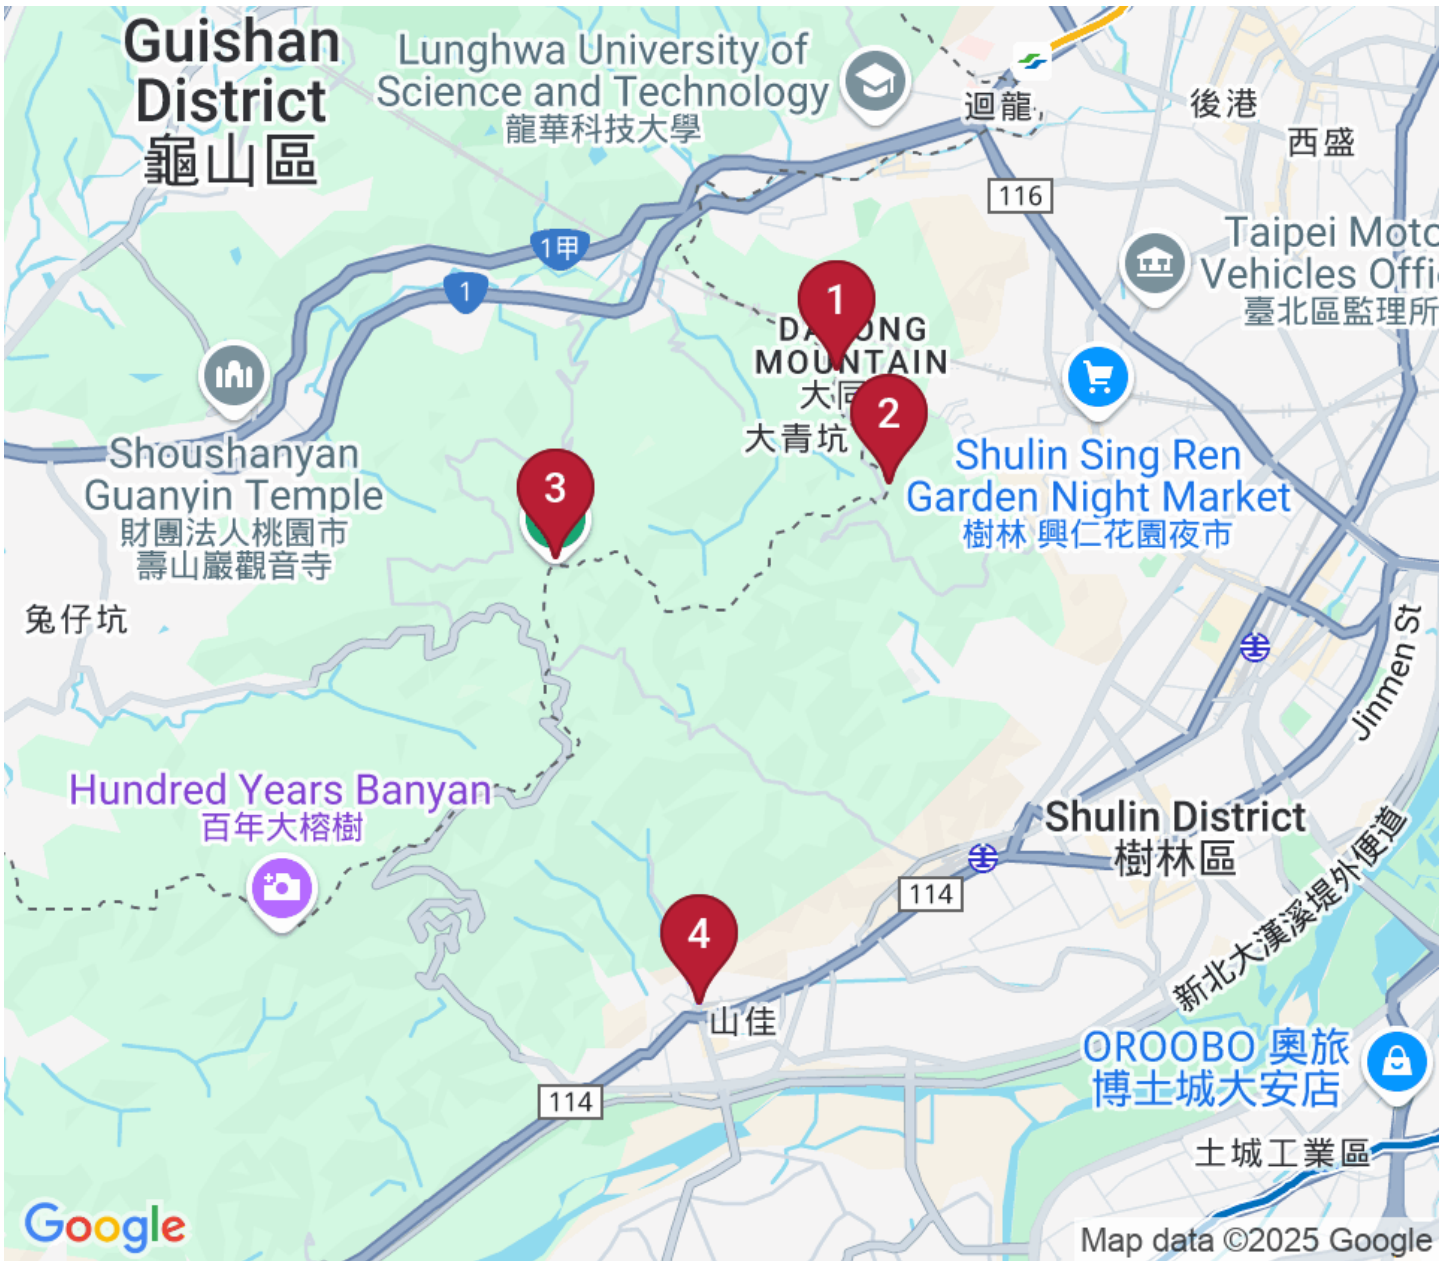 Guishan
District
龜山區
Lunghwa University of
Science and Technology
龍華科技大學
迴龍
後港
西盛
116
1甲
1
Taipei Moto
Vehicles Offi
臺北區監理所
1
MOUNTAIN
大同
2
大青坑
Shoushanyan
Guanyin Temple
財團法人桃園市
壽山巖觀音寺
Shulin Sing Ren
Garden Night Market
樹林 興仁花園夜市
3
兔仔坑
Jinmen St
Hundred Years Banyan
百年大榕樹
Shulin District
樹林區
114
新北大漢溪堤外便道
4
山佳
OROOBO 奧旅
博士城大安店
114
土城工業區
Google
Map data ©2025 Google